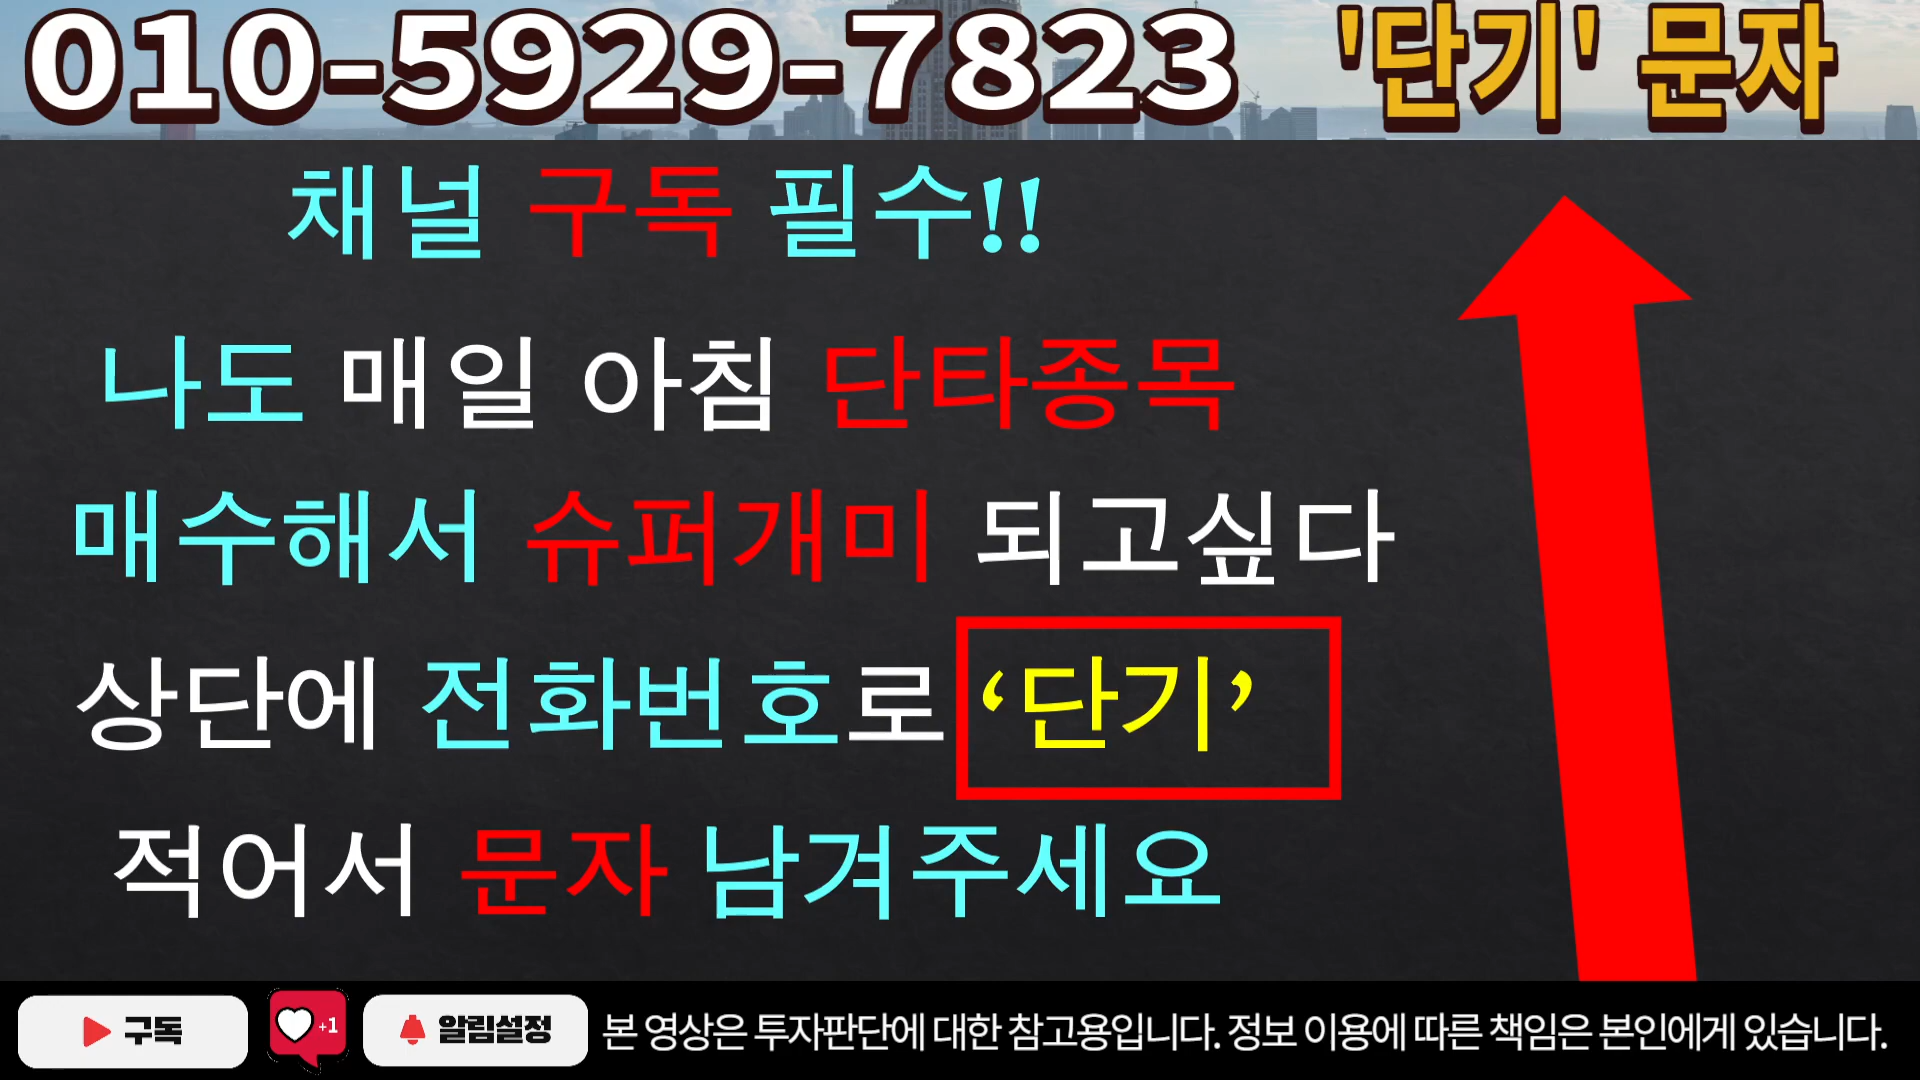 010-5929-7823 '단기' 문자
채널 구독 필수!!
나도 매일 아침 단타종목
매수해서 슈퍼개미 되고싶다
상단에 전화번호로 ‘단기’
적어서 문자 남겨주세요
구독 +1 알림설정 본 영상은 투자판단에 대한 참고용입니다. 정보 이용에 따른 책임은 본인에게 있습니다.